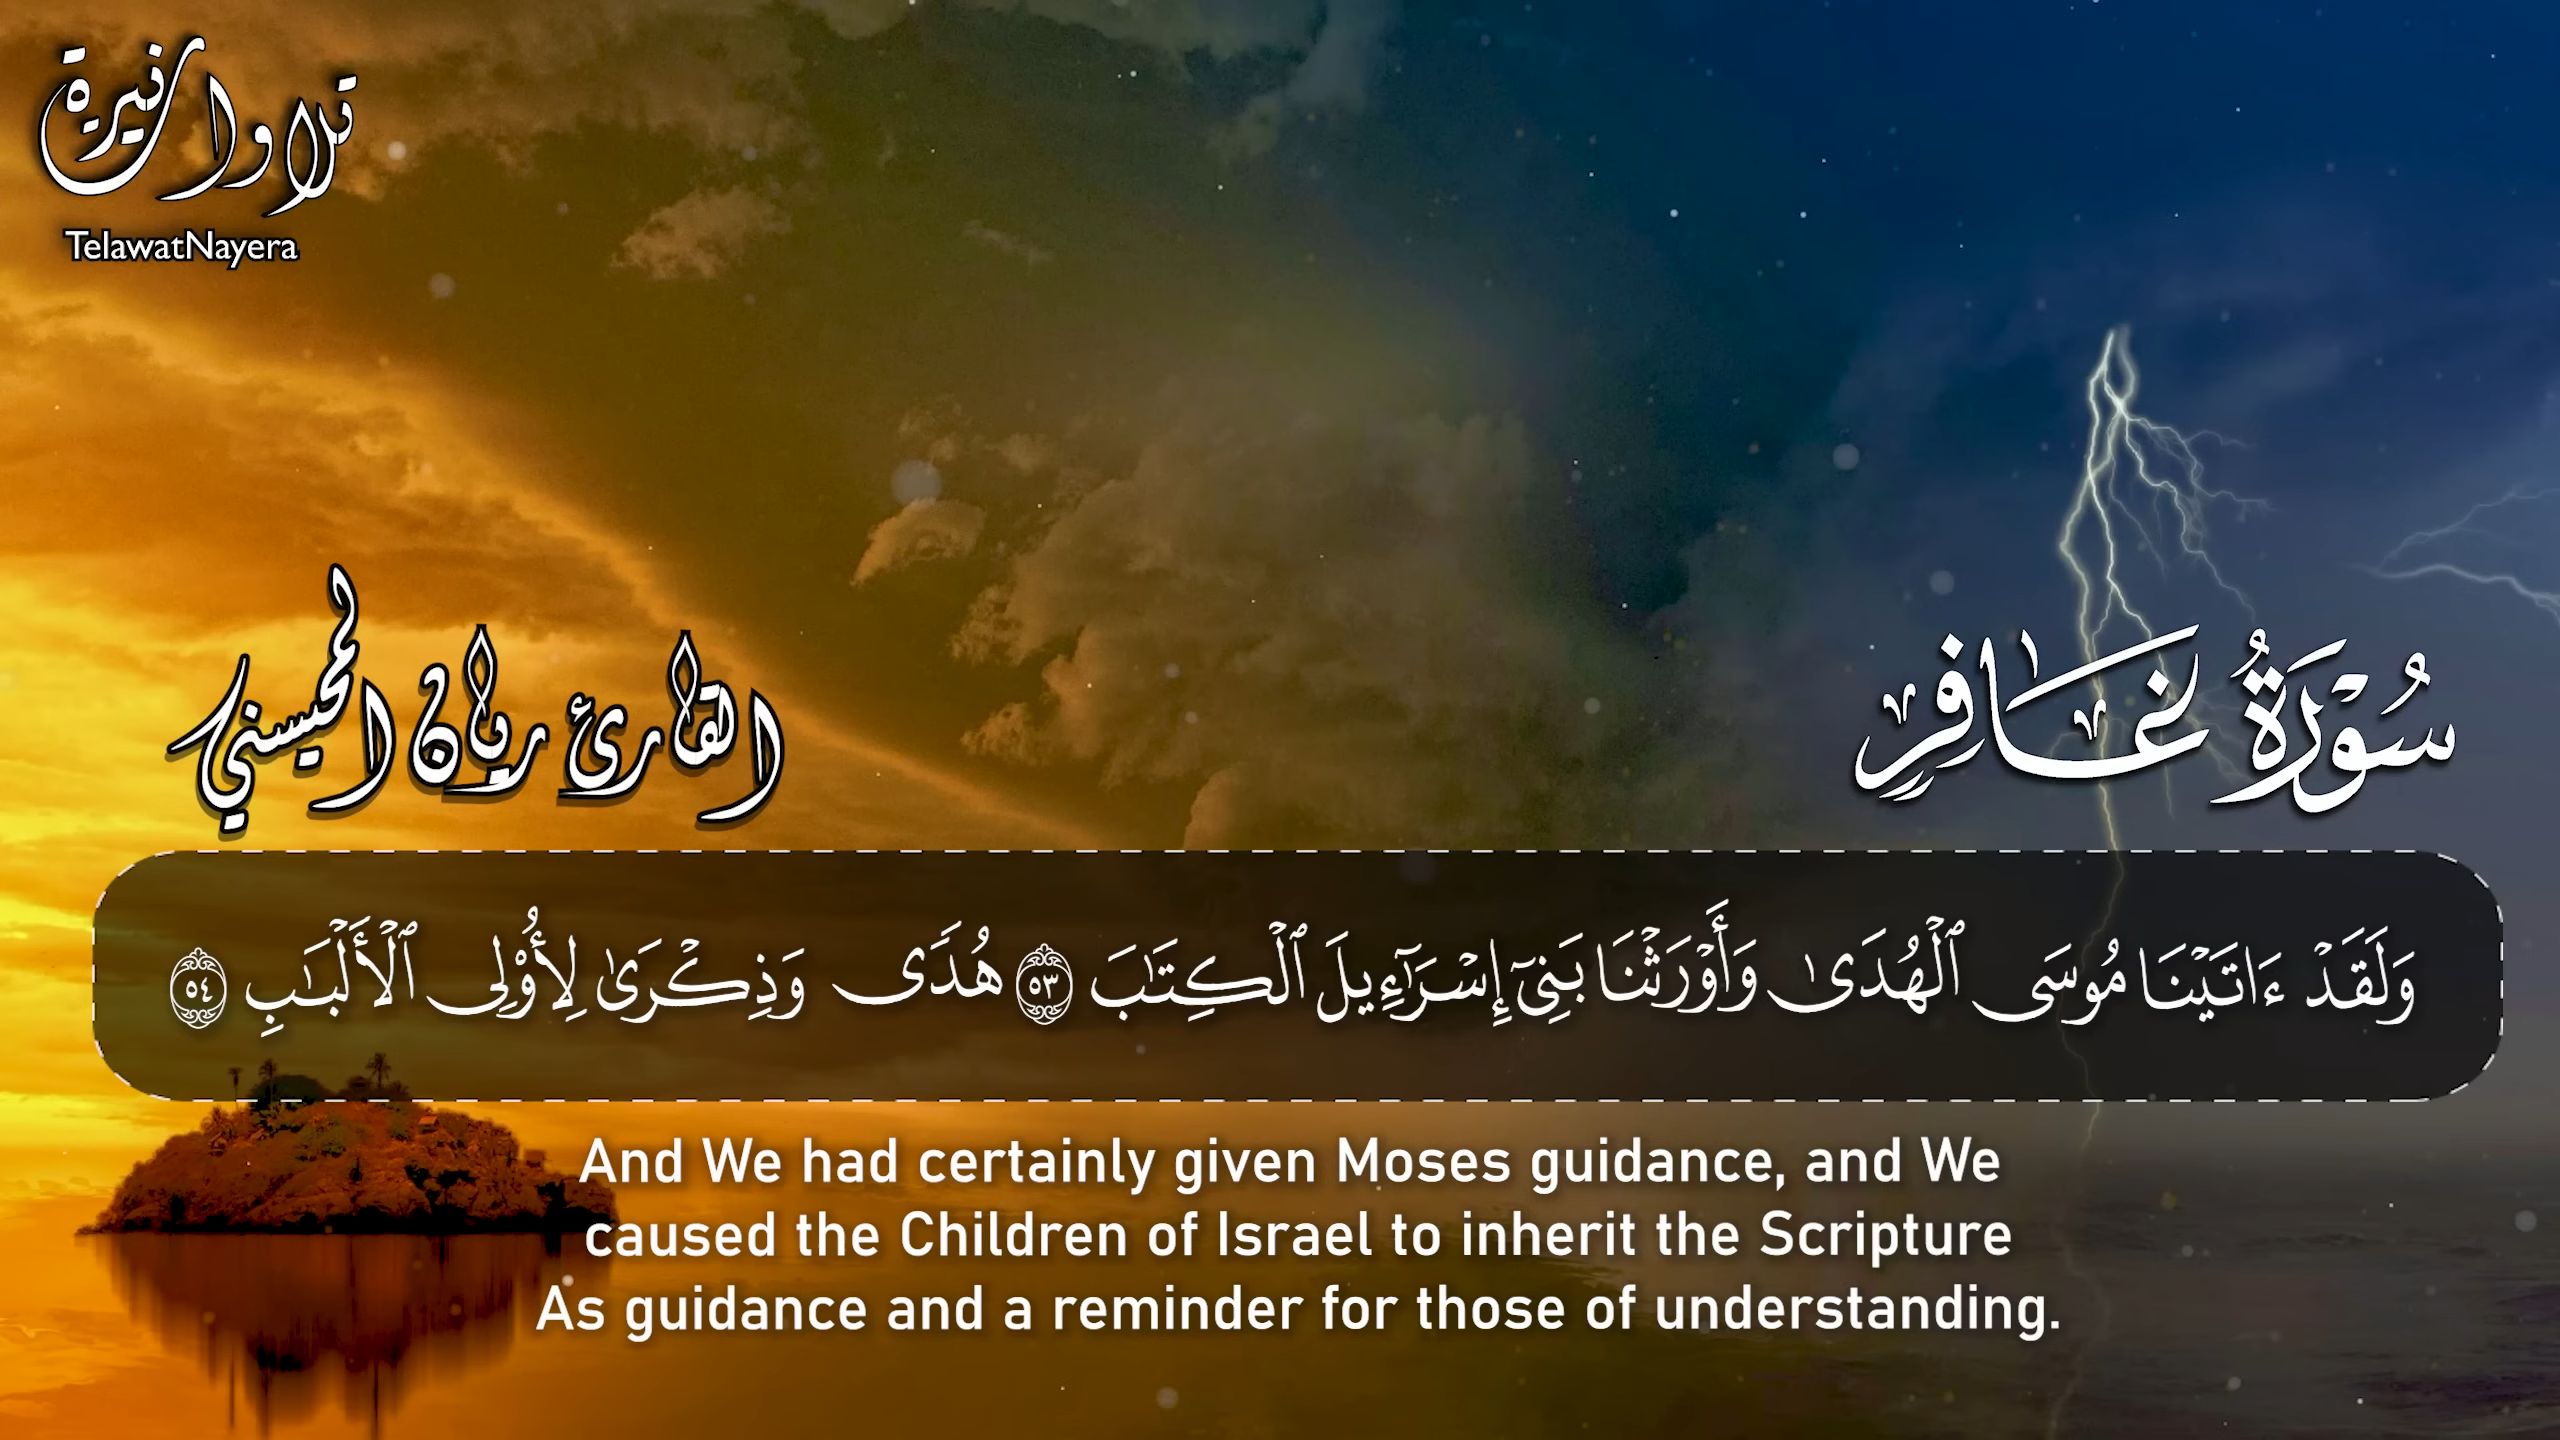 تلاوات نيرة
TelawatNayera
سُورَةُ غَافِرٍ
القارئ ريان المحيسني
وَلَقَدْ ءَاتَيْنَا مُوسَى ٱلْهُدَىٰ وَأَوْرَثْنَا بَنِىٓ إِسْرَٰٓءِيلَ ٱلْكِتَٰبَ ٥٣ هُدًى وَذِكْرَىٰ لِأُو۟لِى ٱلْأَلْبَٰبِ ٥٤
And We had certainly given Moses guidance, and We
caused the Children of Israel to inherit the Scripture
As guidance and a reminder for those of understanding.